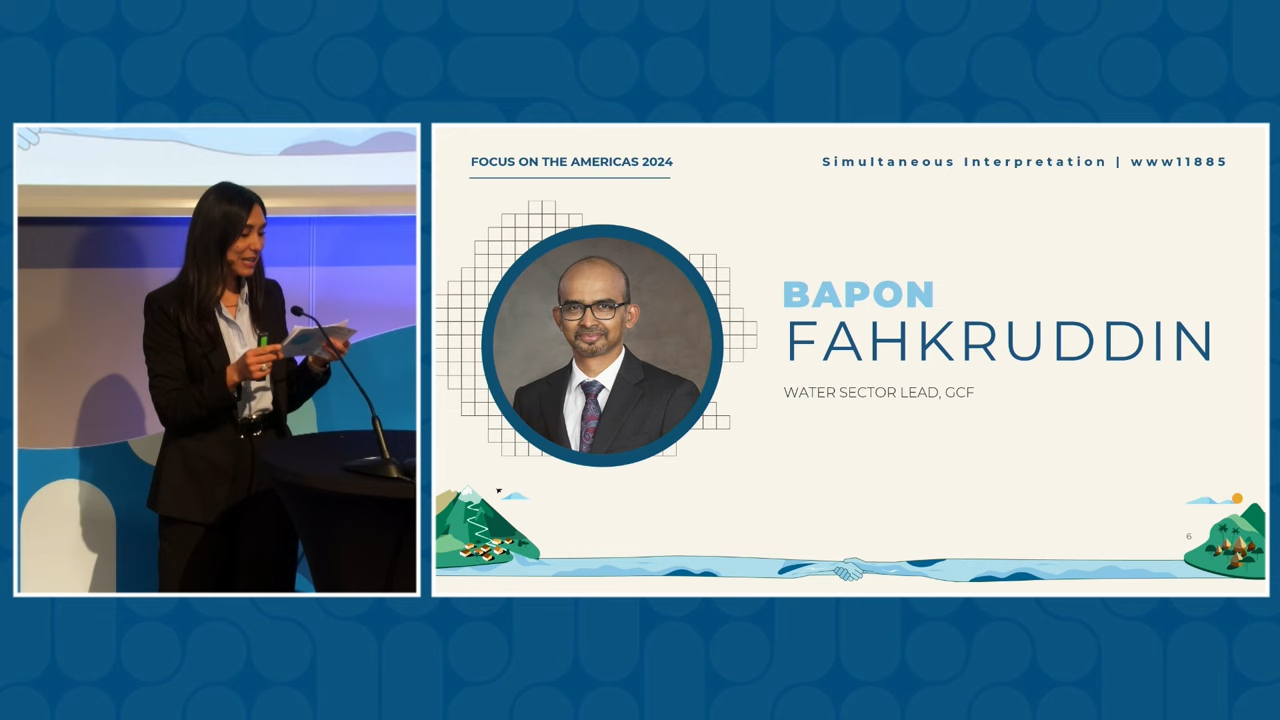 FOCUS ON THE AMERICAS 2024
Simultaneous Interpretation | www11885
BAPON
FAHKRUDDIN
WATER SECTOR LEAD, GCF
6